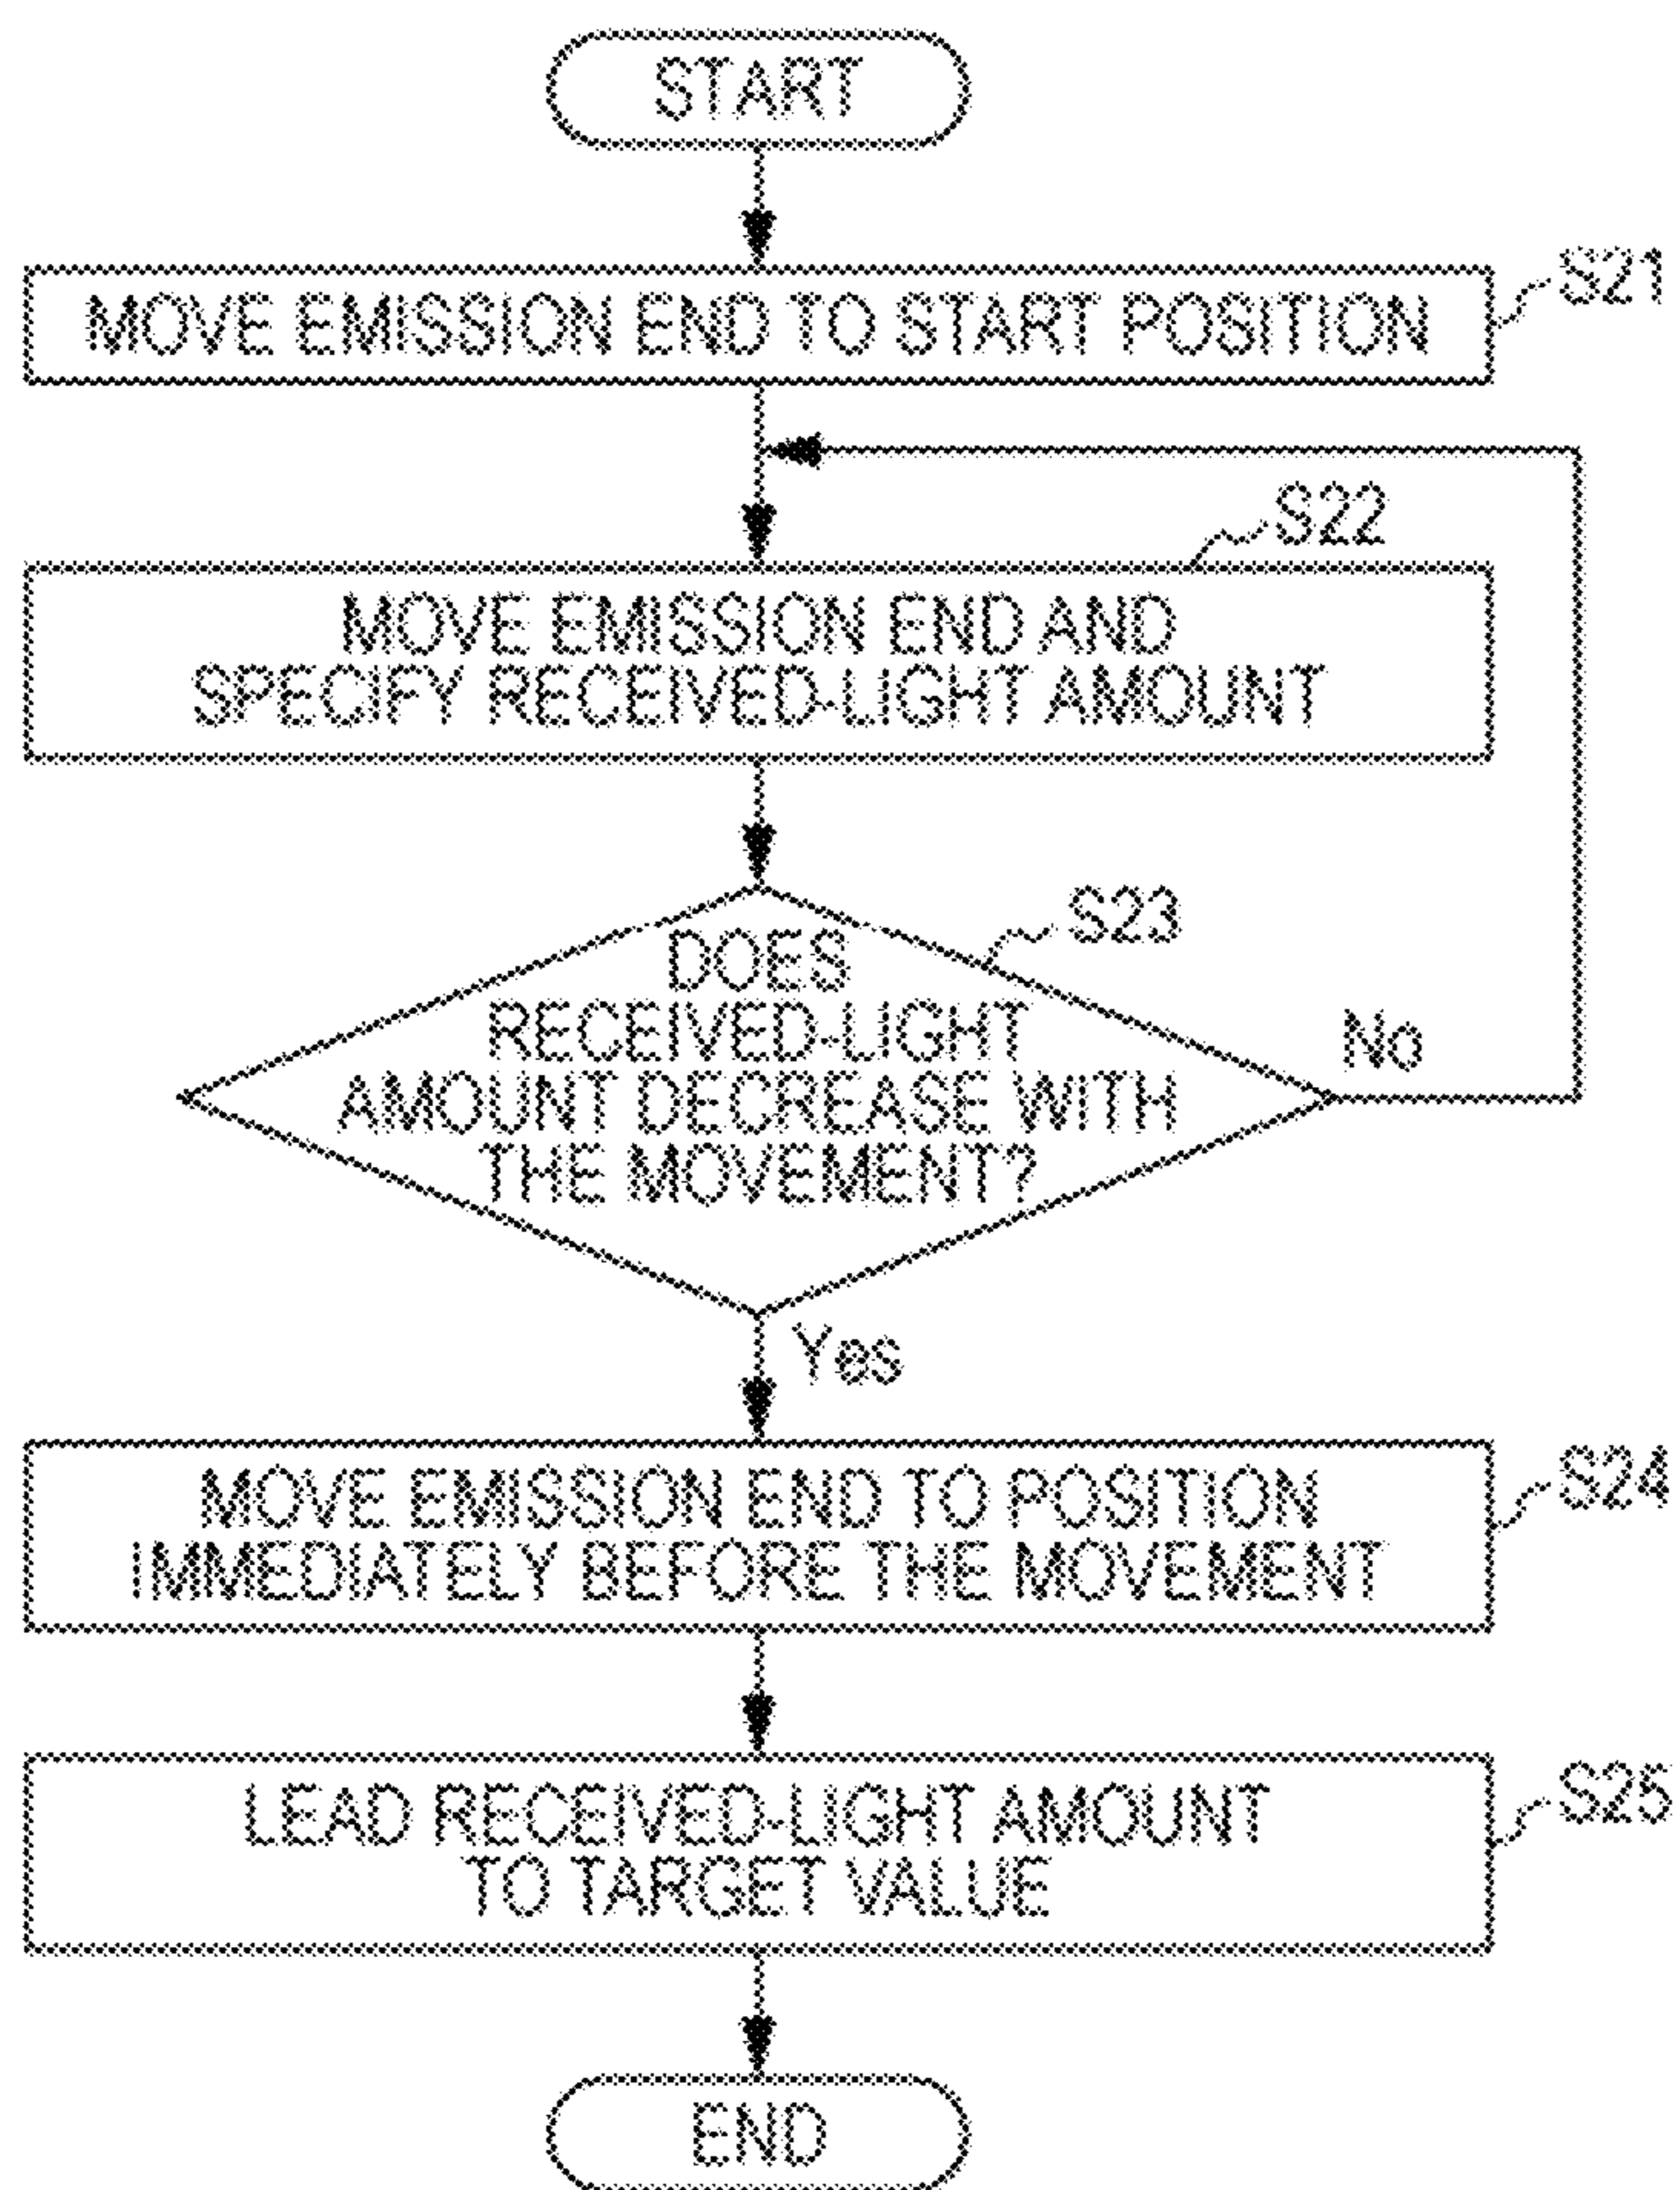 START
MOVE EMISSION END TO START POSITION
S21
S22
MOVE EMISSION END AND
SPECIFY RECEIVED-LIGHT AMOUNT
S23
DOES
RECEIVED-LIGHT
AMOUNT DECREASE WITH
THE MOVEMENT?
No
Yes
MOVE EMISSION END TO POSITION
IMMEDIATELY BEFORE THE MOVEMENT
S24
LEAD RECEIVED-LIGHT AMOUNT
TO TARGET VALUE
S25
END